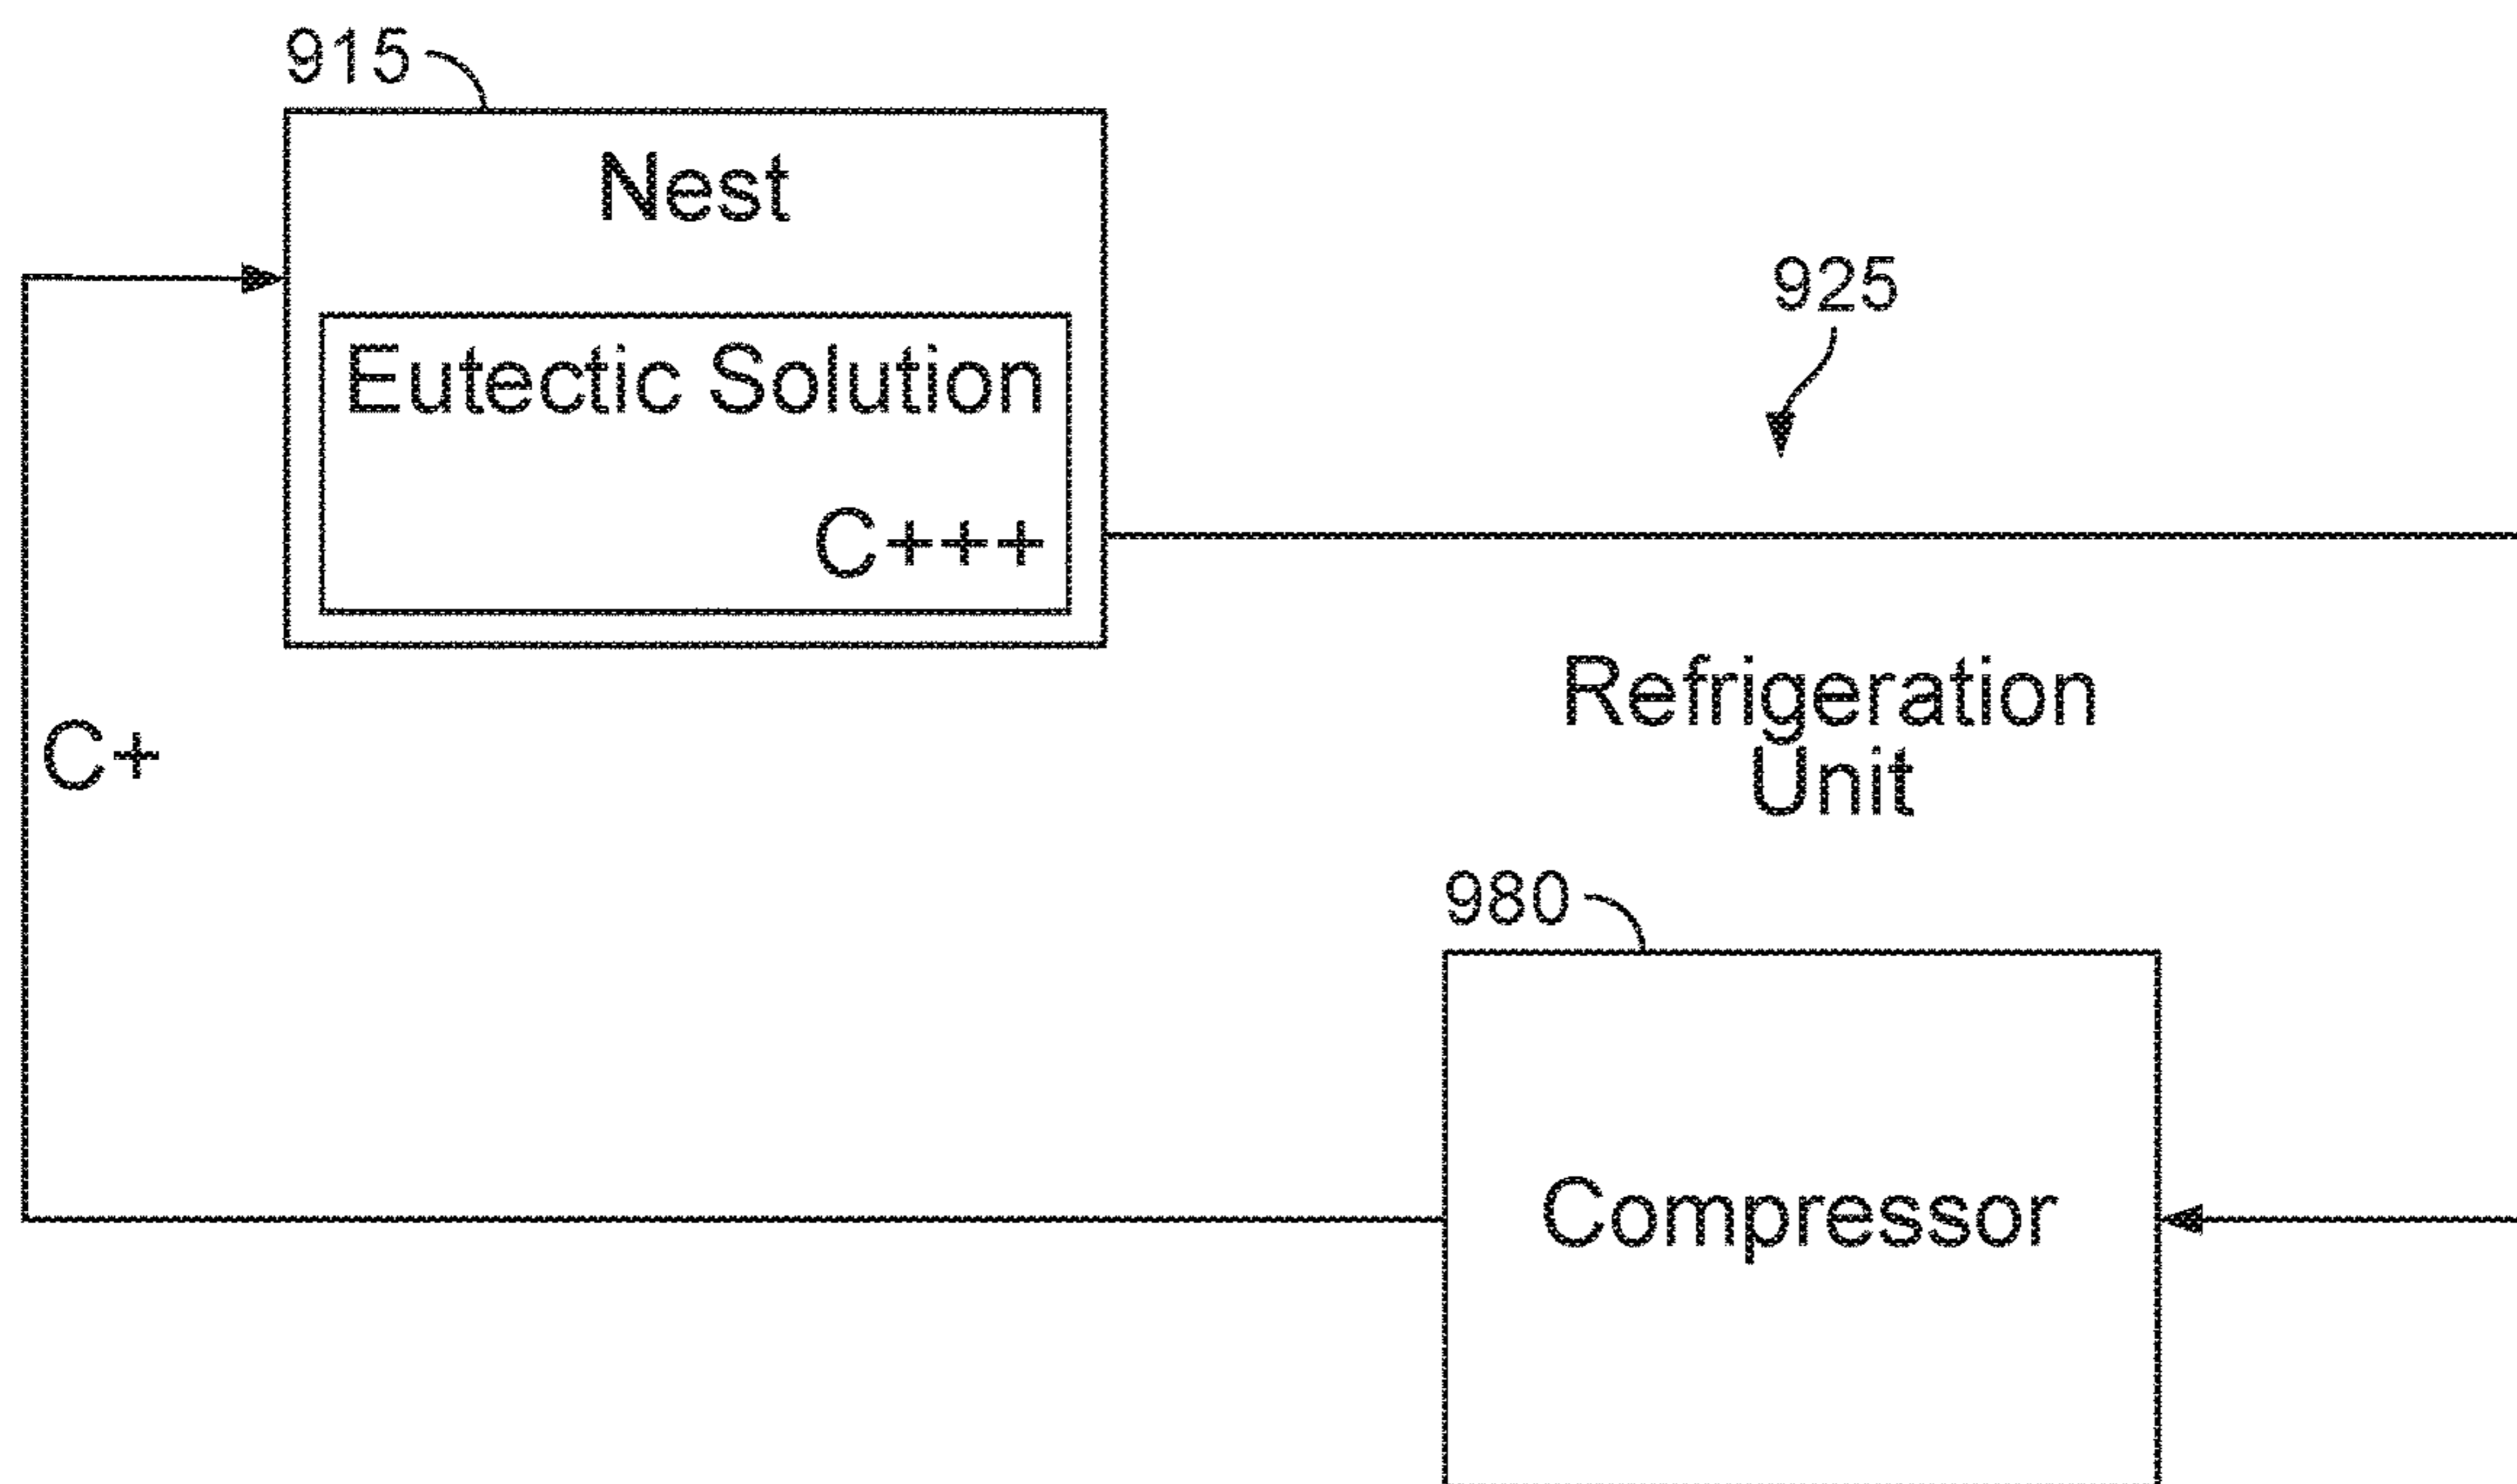 915
Nest
925
Eutectic Solution
C+++
Refrigeration
Unit
C+
980
Compressor